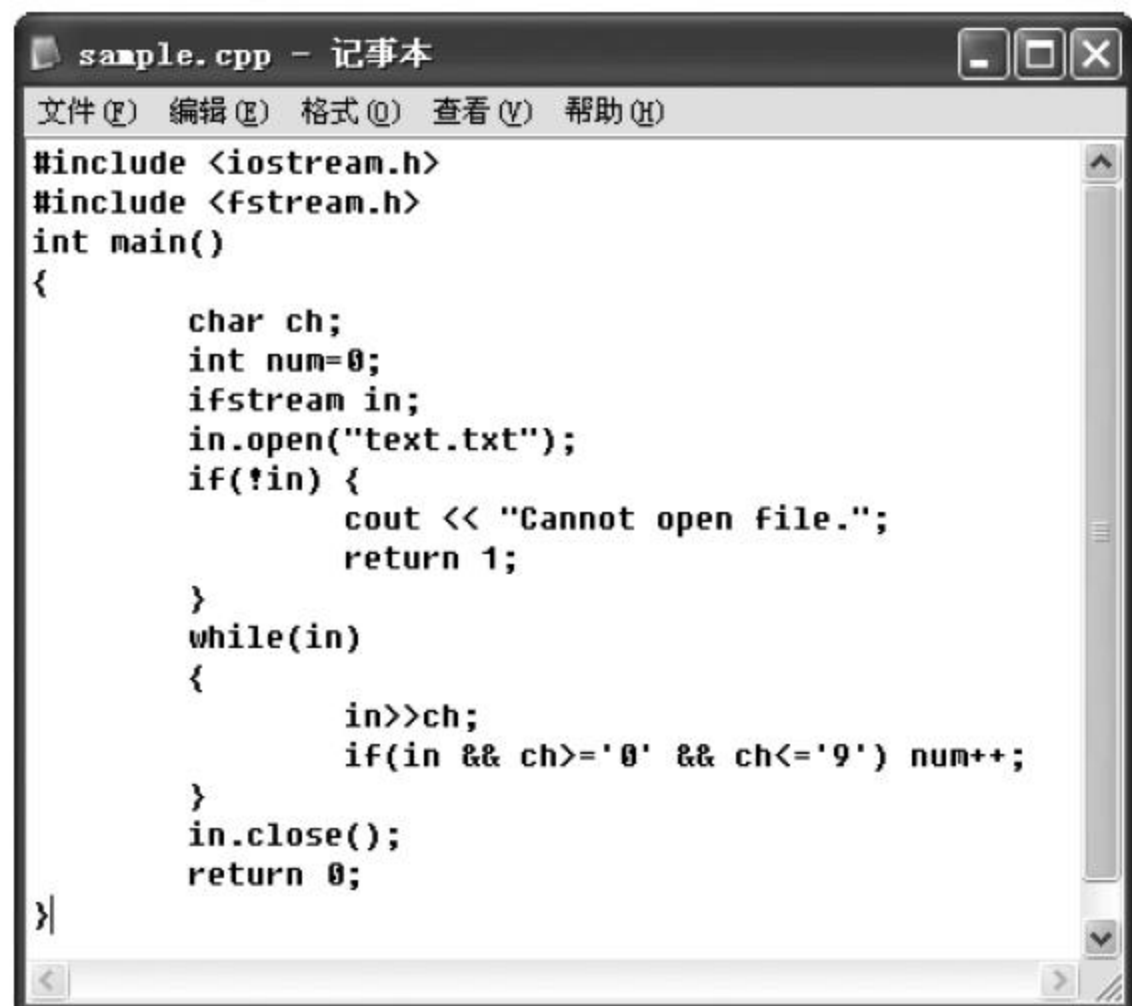 sample.cpp - 记事本
文件(F) 编辑(E) 格式(O) 查看(V) 帮助(H)
#include <iostream.h>
#include <fstream.h>
int main()
{
        char ch;
        int num=0;
        ifstream in;
        in.open("text.txt");
        if(!in) {
                cout << "Cannot open file.";
                return 1;
        }
        while(in)
        {
                in>>ch;
                if(in && ch>='0' && ch<='9') num++;
        }
        in.close();
        return 0;
}